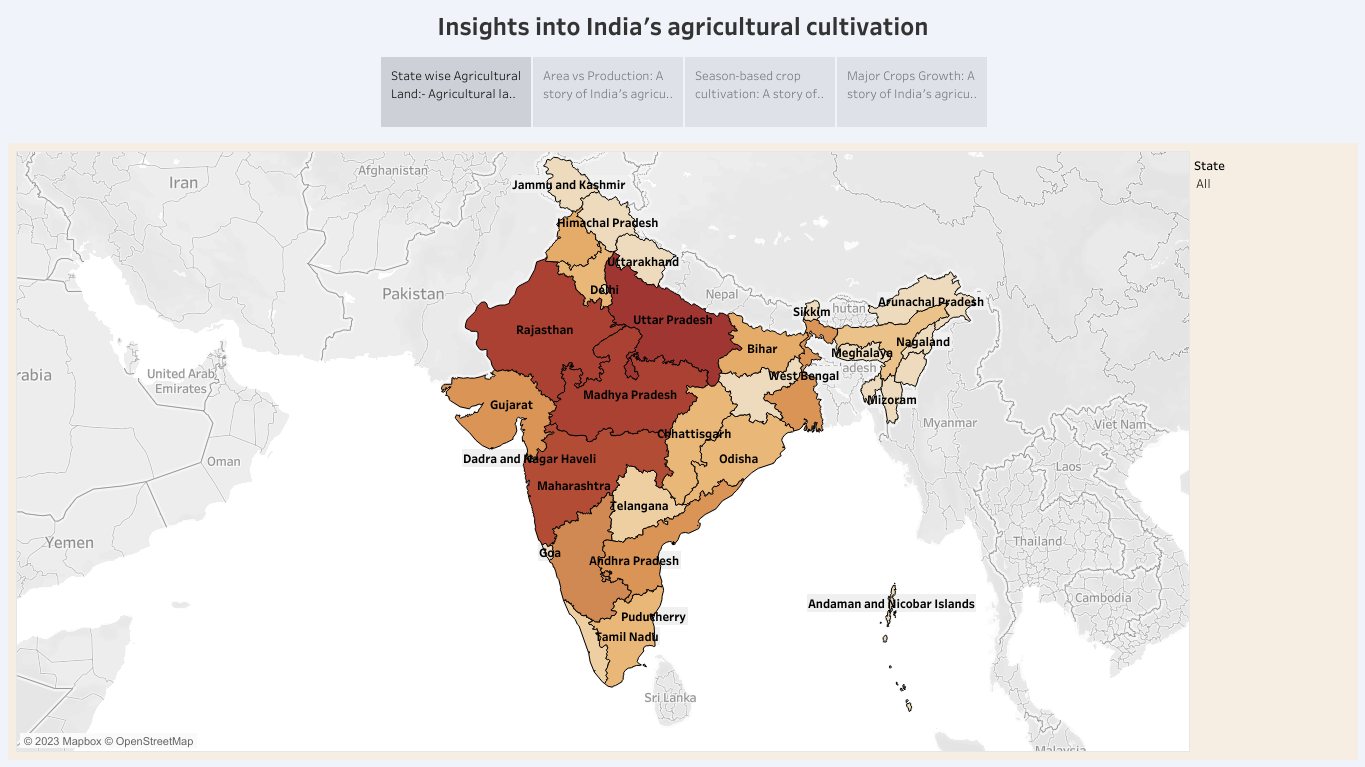 Insights into India’s agricultural cultivation
State wise Agricultural
Land:- Agricultural la..
Area vs Production: A
story of India’s agricu..
Season-based crop
cultivation: A story of..
Major Crops Growth: A
story of India’s agricu..
State
All
Iran
Afghanistan
Jammu and Kashmir
Himachal Pradesh
Uttarakhand
Pakistan
Delhi
Nepal
Arunachal Pradesh
Sikkim
hutan
Rajasthan
Uttar Pradesh
Nagaland
Bihar
Meghalaya
adesh
rabia
United Arab
Emirates
West Bengal
Madhya Pradesh
Mizoram
Gujarat
Myanmar
Viet Nam
Chhattisgarh
Oman
Dadra and Nagar Haveli
Odisha
Laos
Maharashtra
Telangana
Yemen
Goa
Andhra Pradesh
Thailand
Cambodia
Andaman and Nicobar Islands
Puducherry
Tamil Nadu
Sri Lanka
© 2023 Mapbox © OpenStreetMap
Malaysia